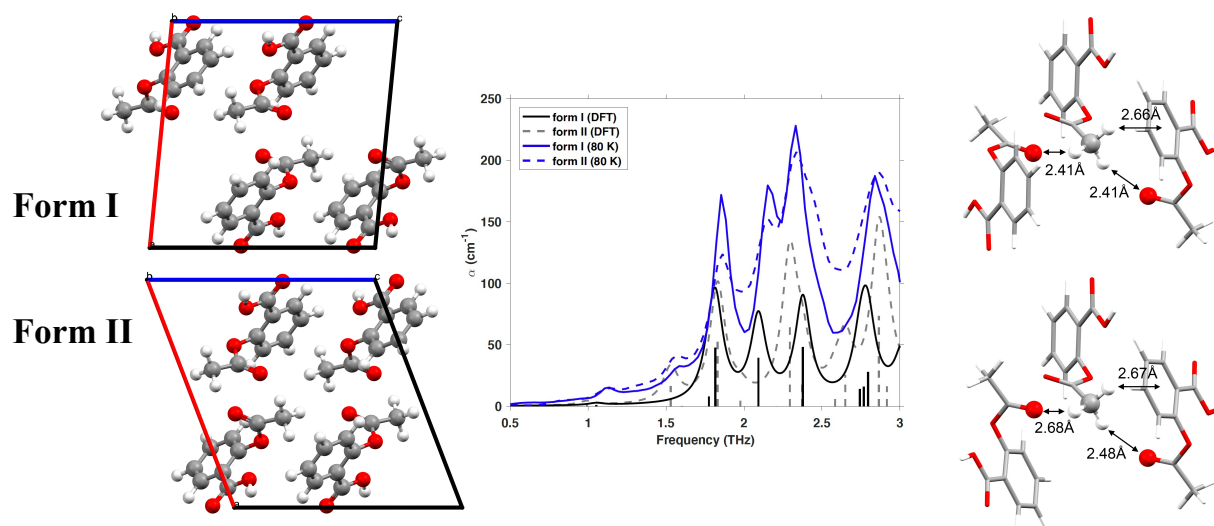 b
c
a
Form I
b
c
a
Form II
250
200
150
100
50
0
α (cm⁻¹)
form I (DFT)
form II (DFT)
form I (80 K)
form II (80 K)
0.5
1
1.5
2
2.5
3
Frequency (THz)
2.66Å
2.41Å
2.41Å
2.67Å
2.68Å
2.48Å